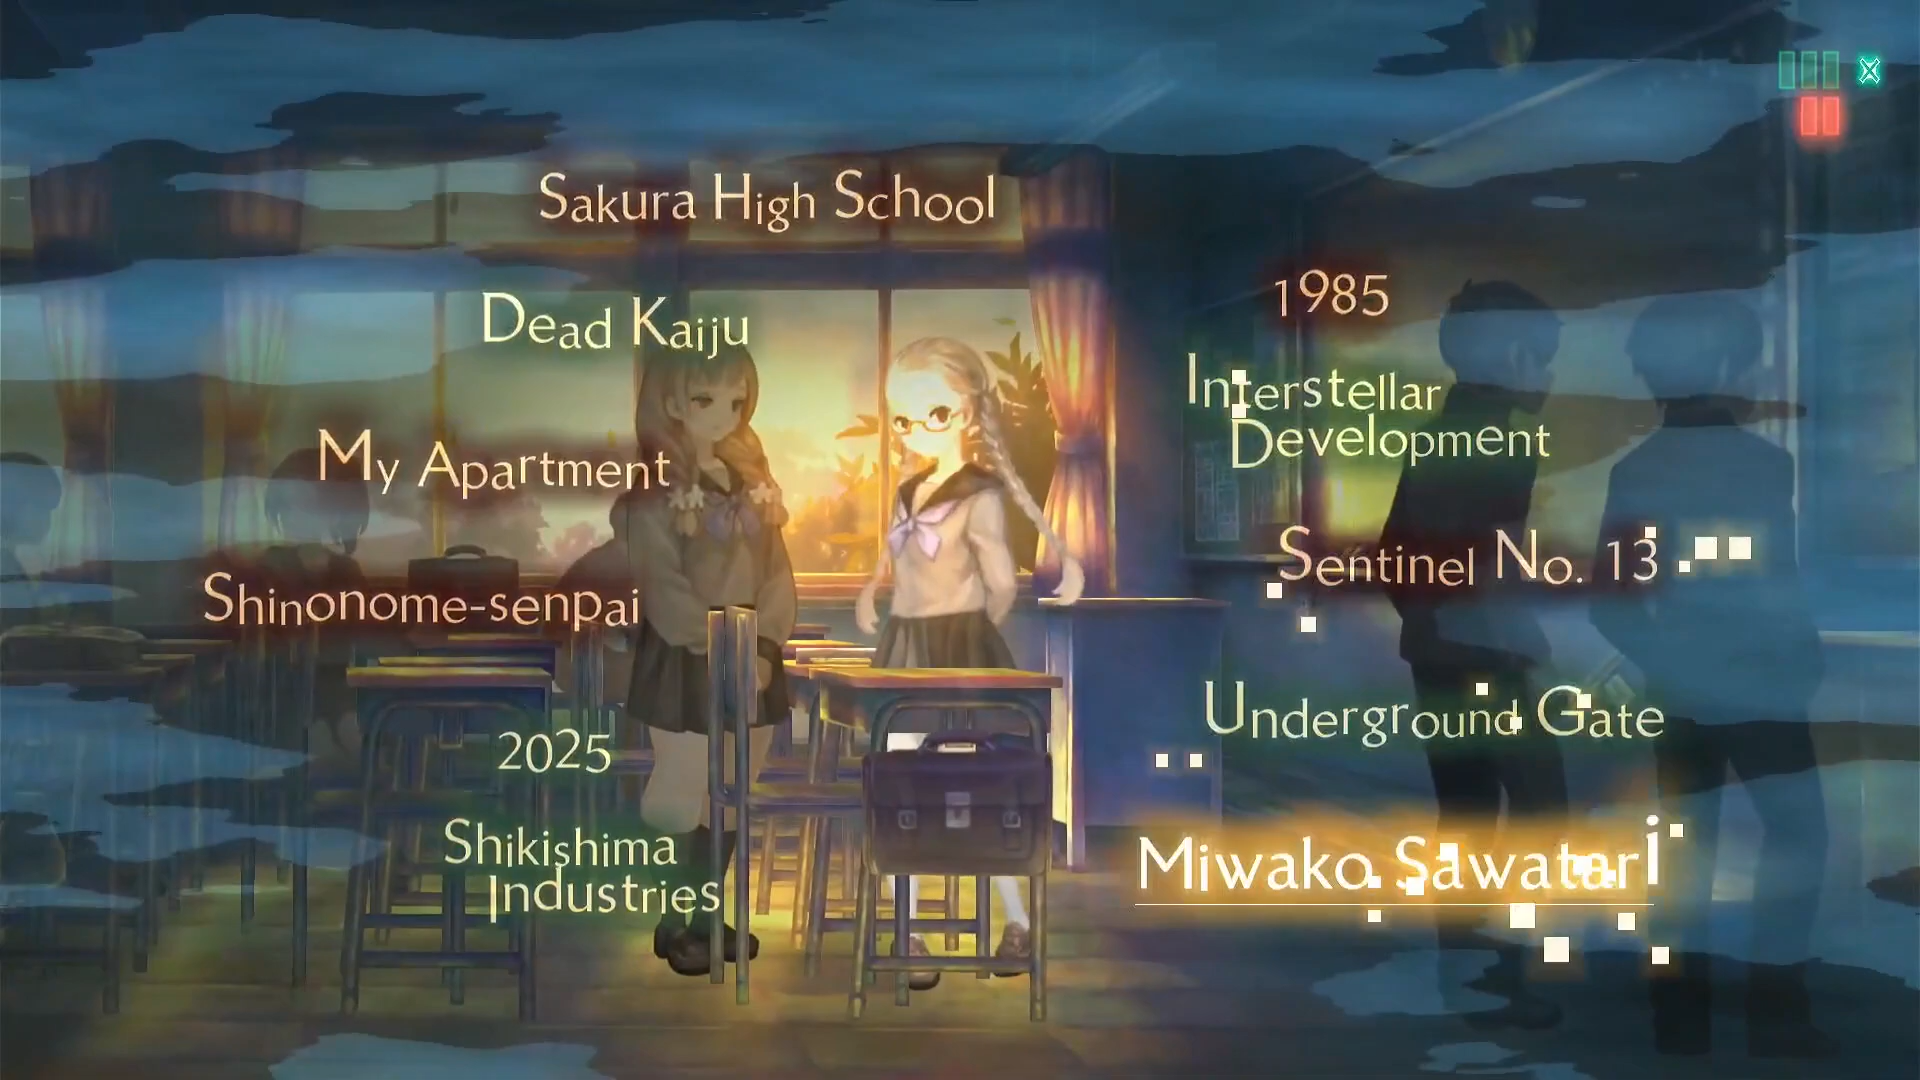 Sakura High School
Dead Kaiju
My Apartment
Shinonome-senpai
2025
Shikishima
Industries
1985
Interstellar
Development
Sentinel No. 13
Underground Gate
Miwako Sawatari